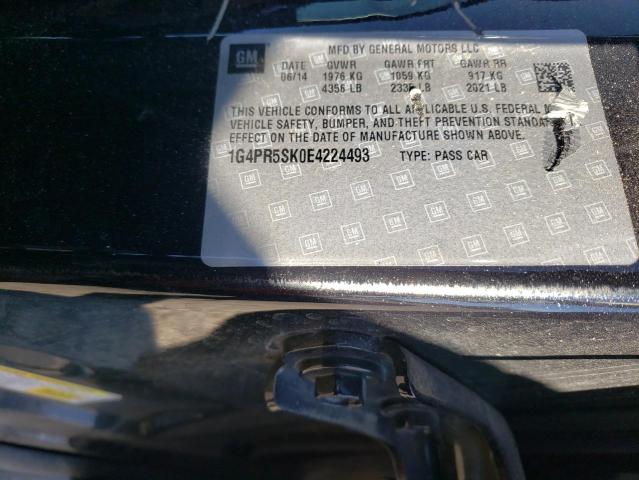 GM MFD BY GENERAL MOTORS LLC
DATE GVWR GAWR FRT GAWR RR
06/14 1976 KG 1059 KG 917 KG
4356 LB LB 2021 LB
THIS VEHICLE CONFORMS TO ALL APPLICABLE U.S. FEDERAL
VEHICLE SAFETY, BUMPER, AND THEFT PREVENTION
EFFECT ON THE DATE OF MANUFACTURE SHOWN ABOVE.
1G4PR5SK0E4224493 TYPE: PASS CAR